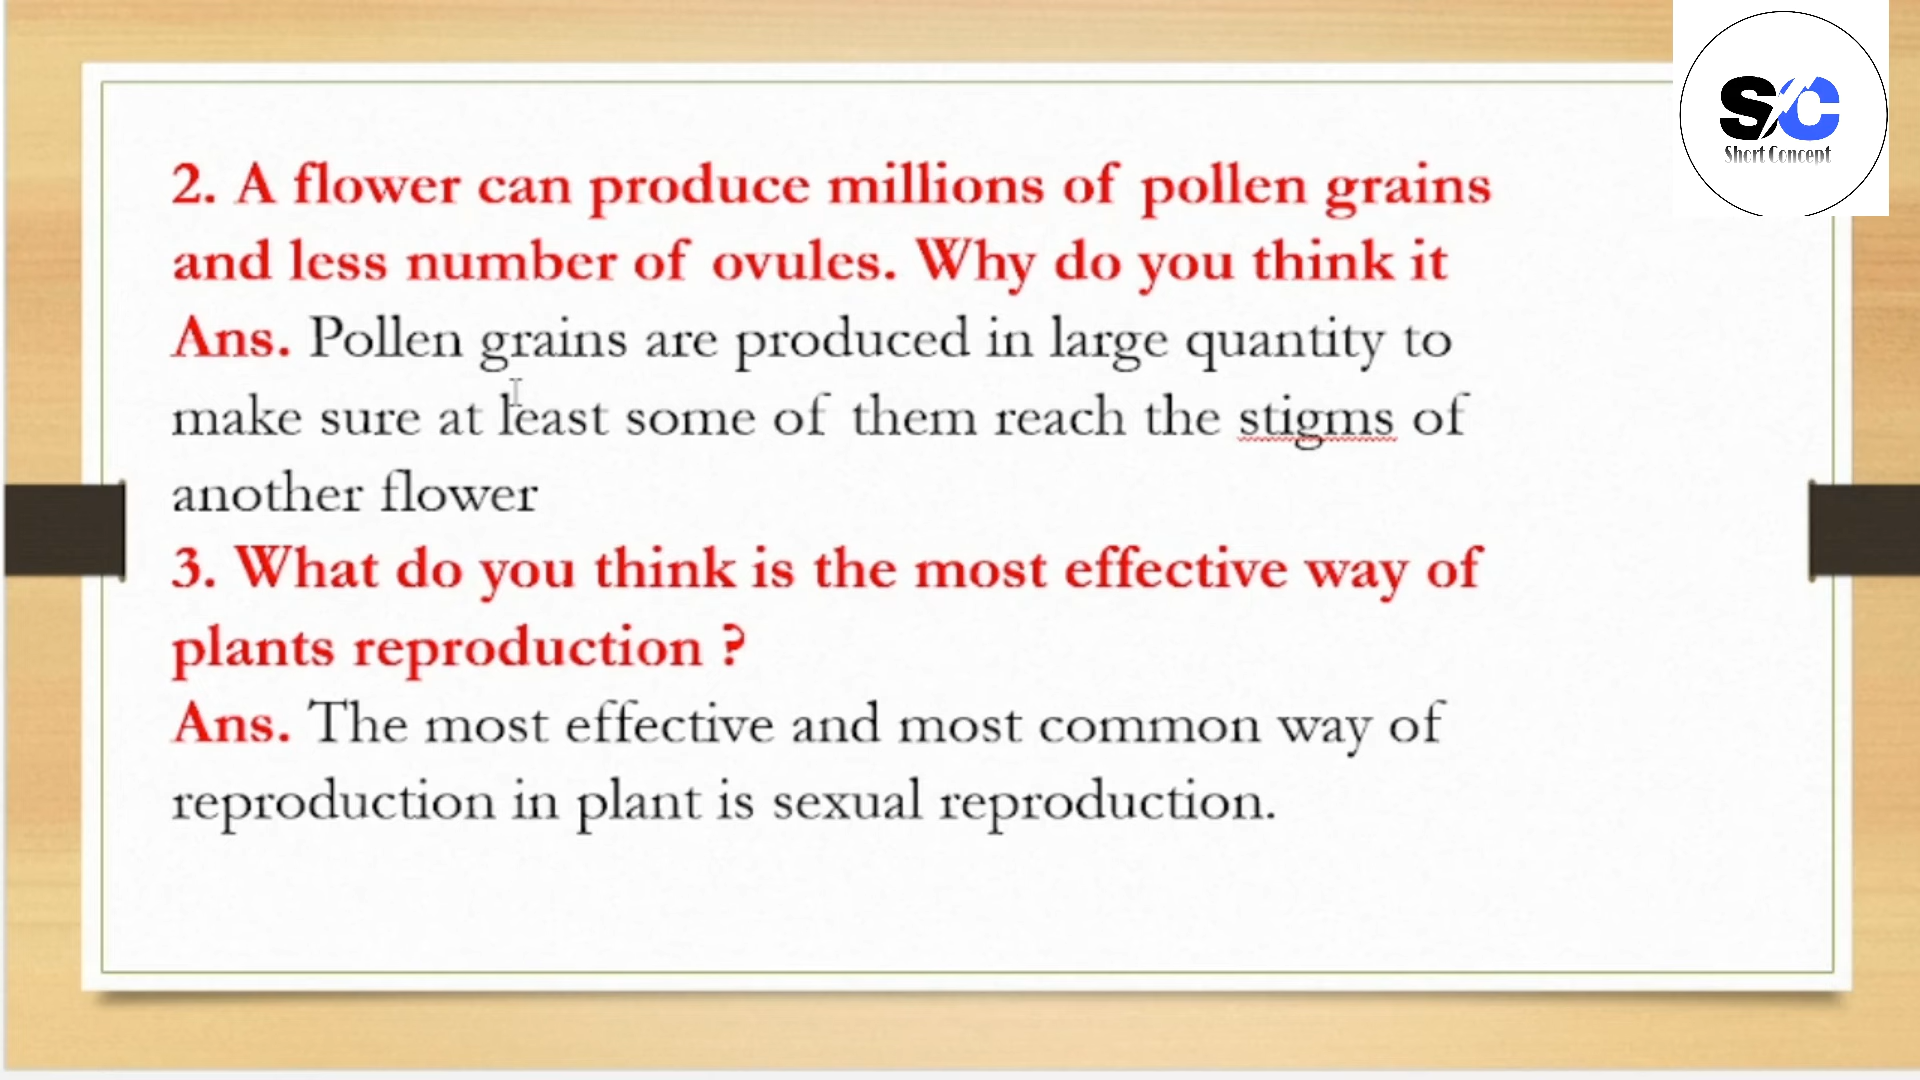 S/C
Short Concept
2. A flower can produce millions of pollen grains
and less number of ovules. Why do you think it
Ans. Pollen grains are produced in large quantity to
make sure at least some of them reach the stigms of
another flower
3. What do you think is the most effective way of
plants reproduction ?
Ans. The most effective and most common way of
reproduction in plant is sexual reproduction.